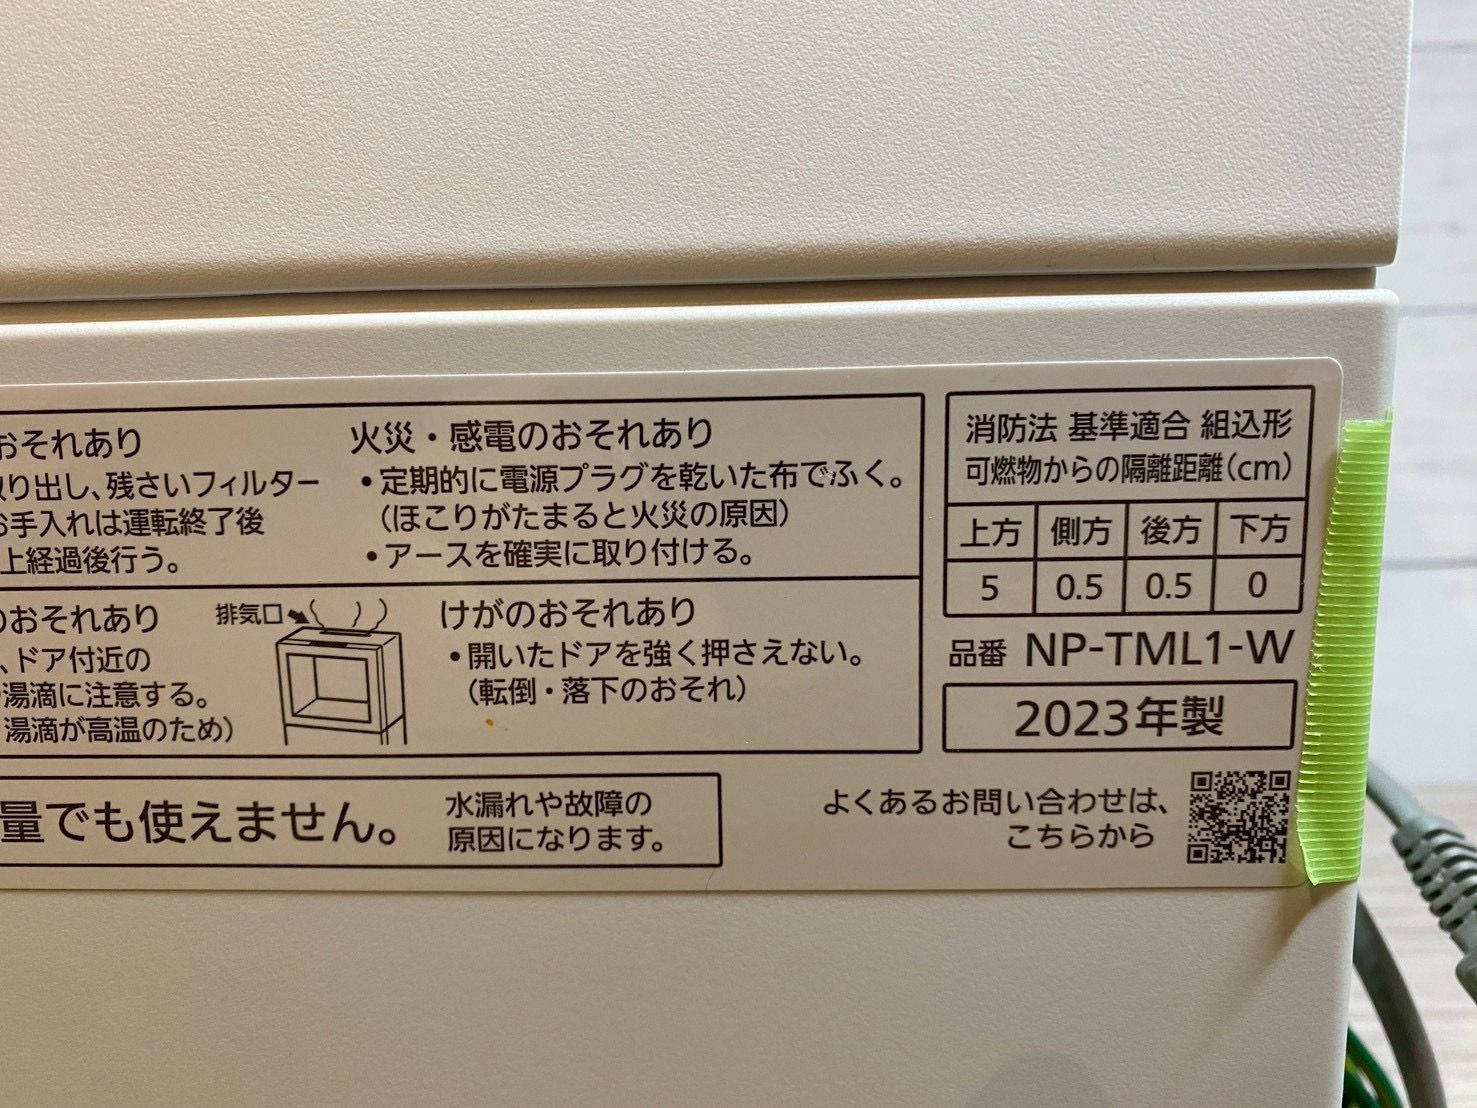 おそれあり
取り出し、残さいフィルター
お手入れは運転終了後
上経過後行う。
火災・感電のおそれあり
・定期的に電源プラグを乾いた布でふく。
（ほこりがたまると火災の原因）
・アースを確実に取り付ける。
のおそれあり
、ドア付近の
湯滴に注意する。
湯滴が高温のため）
排気口
けがのおそれあり
・開いたドアを強く押さえない。
（転倒・落下のおそれ）
量でも使えません。
水漏れや故障の
原因になります。
消防法 基準適合 組込形
可燃物からの隔離距離(cm)
上方 側方 後方 下方
5 0.5 0.5 0
品番 NP-TML1-W
2023年製
よくあるお問い合わせは、
こちらから